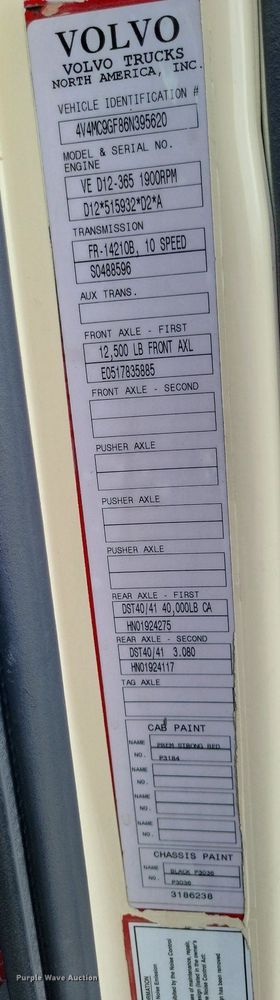 VOLVO
VOLVO TRUCKS
NORTH AMERICA, INC.
VEHICLE IDENTIFICATION #
4V4MC9GF86N395620
MODEL & SERIAL NO.
ENGINE
VE D12-365 1900RPM
D12*515932*D2*A
TRANSMISSION
FR-14210B, 10 SPEED
S0488596
AUX TRANS.
FRONT AXLE - FIRST
12,500 LB FRONT AXL
E0517835885
FRONT AXLE - SECOND
PUSHER AXLE
PUSHER AXLE
PUSHER AXLE
REAR AXLE - FIRST
DST40/41 40,000LB CA
HN01924275
REAR AXLE - SECOND
DST40/41 3.080
HN01924117
TAG AXLE
CAB PAINT
NAME PREM STRONG RED
NO. P3184
NAME
NO.
NAME
NO.
NAME
NO.
CHASSIS PAINT
NAME BLACK P3036
NO. P3036
3186238
Purple Wave Auction